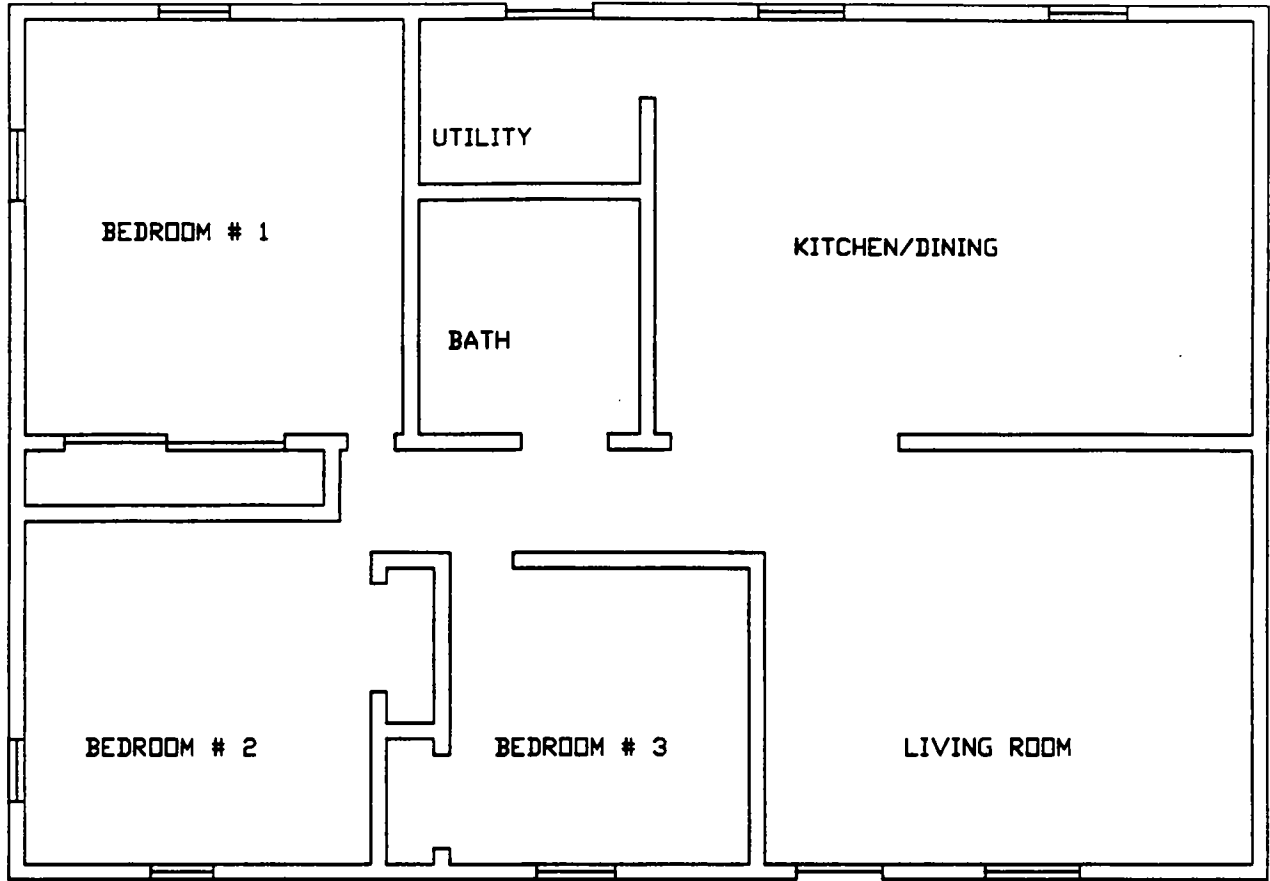 UTILITY
BEDROOM # 1
KITCHEN/DINING
BATH
BEDROOM # 2
BEDROOM # 3
LIVING ROOM